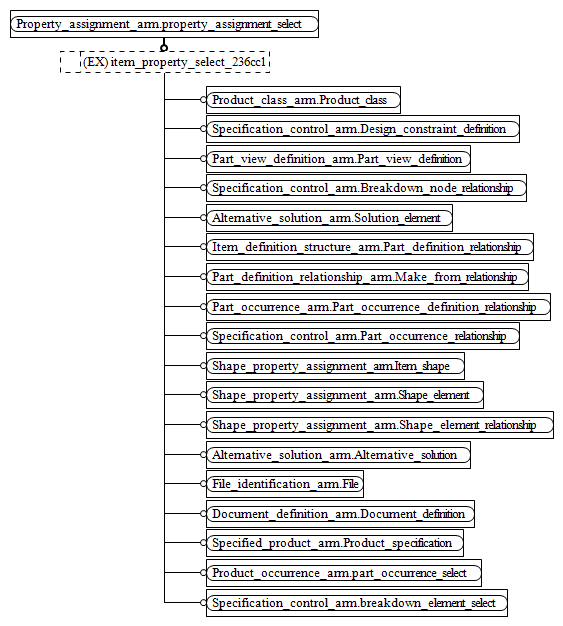 Property_assignment_arm.property_assignment_select
(EX) item_property_select_236cc1
Product_class_arm.Product_class
Specification_control_arm.Design_constraint_definition
Part_view_definition_arm.Part_view_definition
Specification_control_arm.Breakdown_node_relationship
Alternative_solution_arm.Solution_element
Item_definition_structure_arm.Part_definition_relationship
Part_definition_relationship_arm.Make_from_relationship
Part_occurrence_arm.Part_occurrence_definition_relationship
Specification_control_arm.Part_occurrence_relationship
Shape_property_assignment_arm.Item_shape
Shape_property_assignment_arm.Shape_element
Shape_property_assignment_arm.Shape_element_relationship
Alternative_solution_arm.Alternative_solution
File_identification_arm.File
Document_definition_arm.Document_definition
Specified_product_arm.Product_specification
Product_occurrence_arm.part_occurrence_select
Specification_control_arm.breakdown_element_select